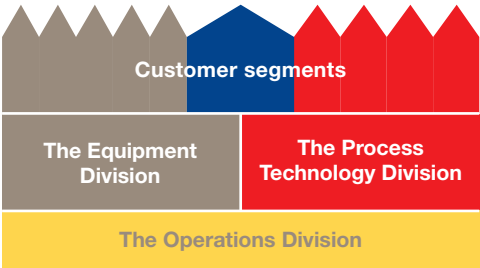 Customer segments
The Equipment
Division
The Process
Technology Division
The Operations Division